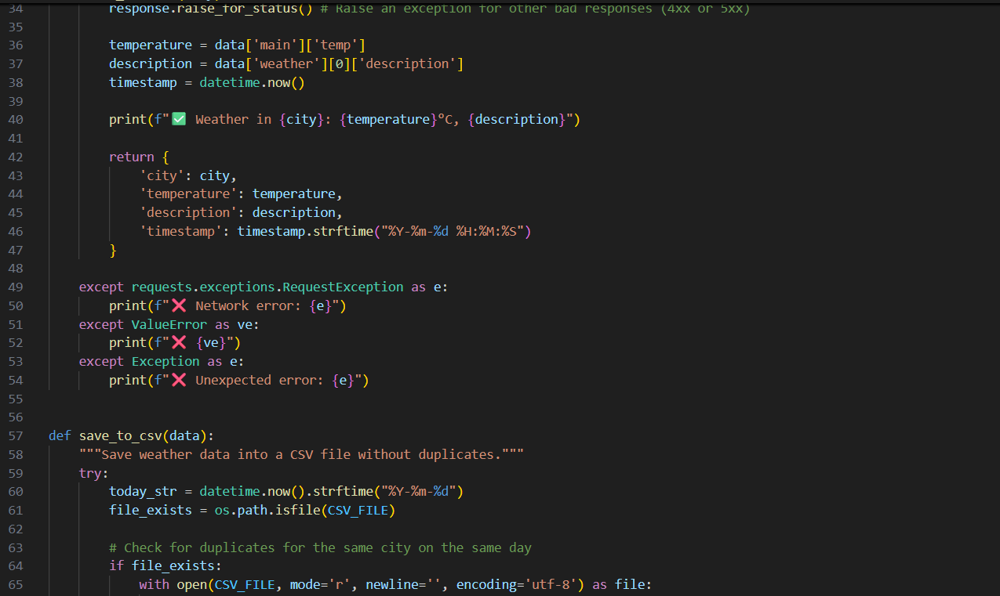 34 response.raise_for_status() # Raise an exception for other bad responses (4xx or 5xx)
35
36 temperature = data['main']['temp']
37 description = data['weather'][0]['description']
38 timestamp = datetime.now()
39
40 print(f"✅ Weather in {city}: {temperature}°C, {description}")
41
42 return {
43 'city': city,
44 'temperature': temperature,
45 'description': description,
46 'timestamp': timestamp.strftime("%Y-%m-%d %H:%M:%S")
47 }
48
49 except requests.exceptions.RequestException as e:
50 print(f"❌ Network error: {e}")
51 except ValueError as ve:
52 print(f"❌ {ve}")
53 except Exception as e:
54 print(f"❌ Unexpected error: {e}")
55
56
57 def save_to_csv(data):
58 """Save weather data into a CSV file without duplicates."""
59 try:
60 today_str = datetime.now().strftime("%Y-%m-%d")
61 file_exists = os.path.isfile(CSV_FILE)
62
63 # Check for duplicates for the same city on the same day
64 if file_exists:
65 with open(CSV_FILE, mode='r', newline='', encoding='utf-8') as file: